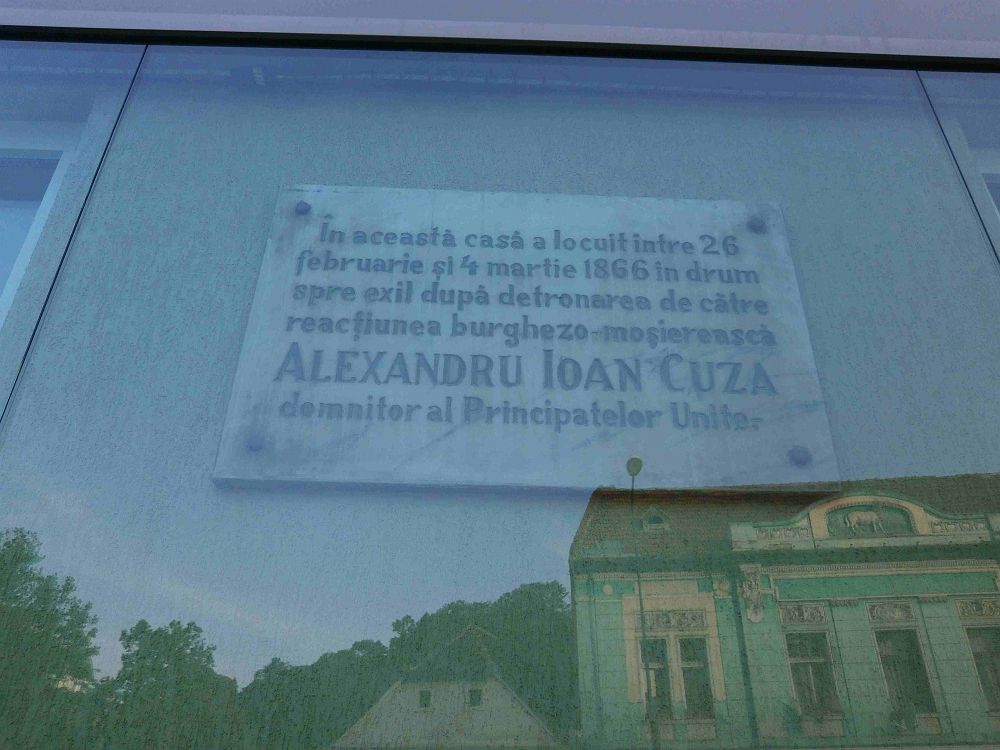 În această casă a locuit între 26
februarie și 4 martie 1866 în drum
spre exil după detronarea de către
reacțiunea burghezo-moșierească
ALEXANDRU IOAN CUZA
domnitor al Principatelor Unite-